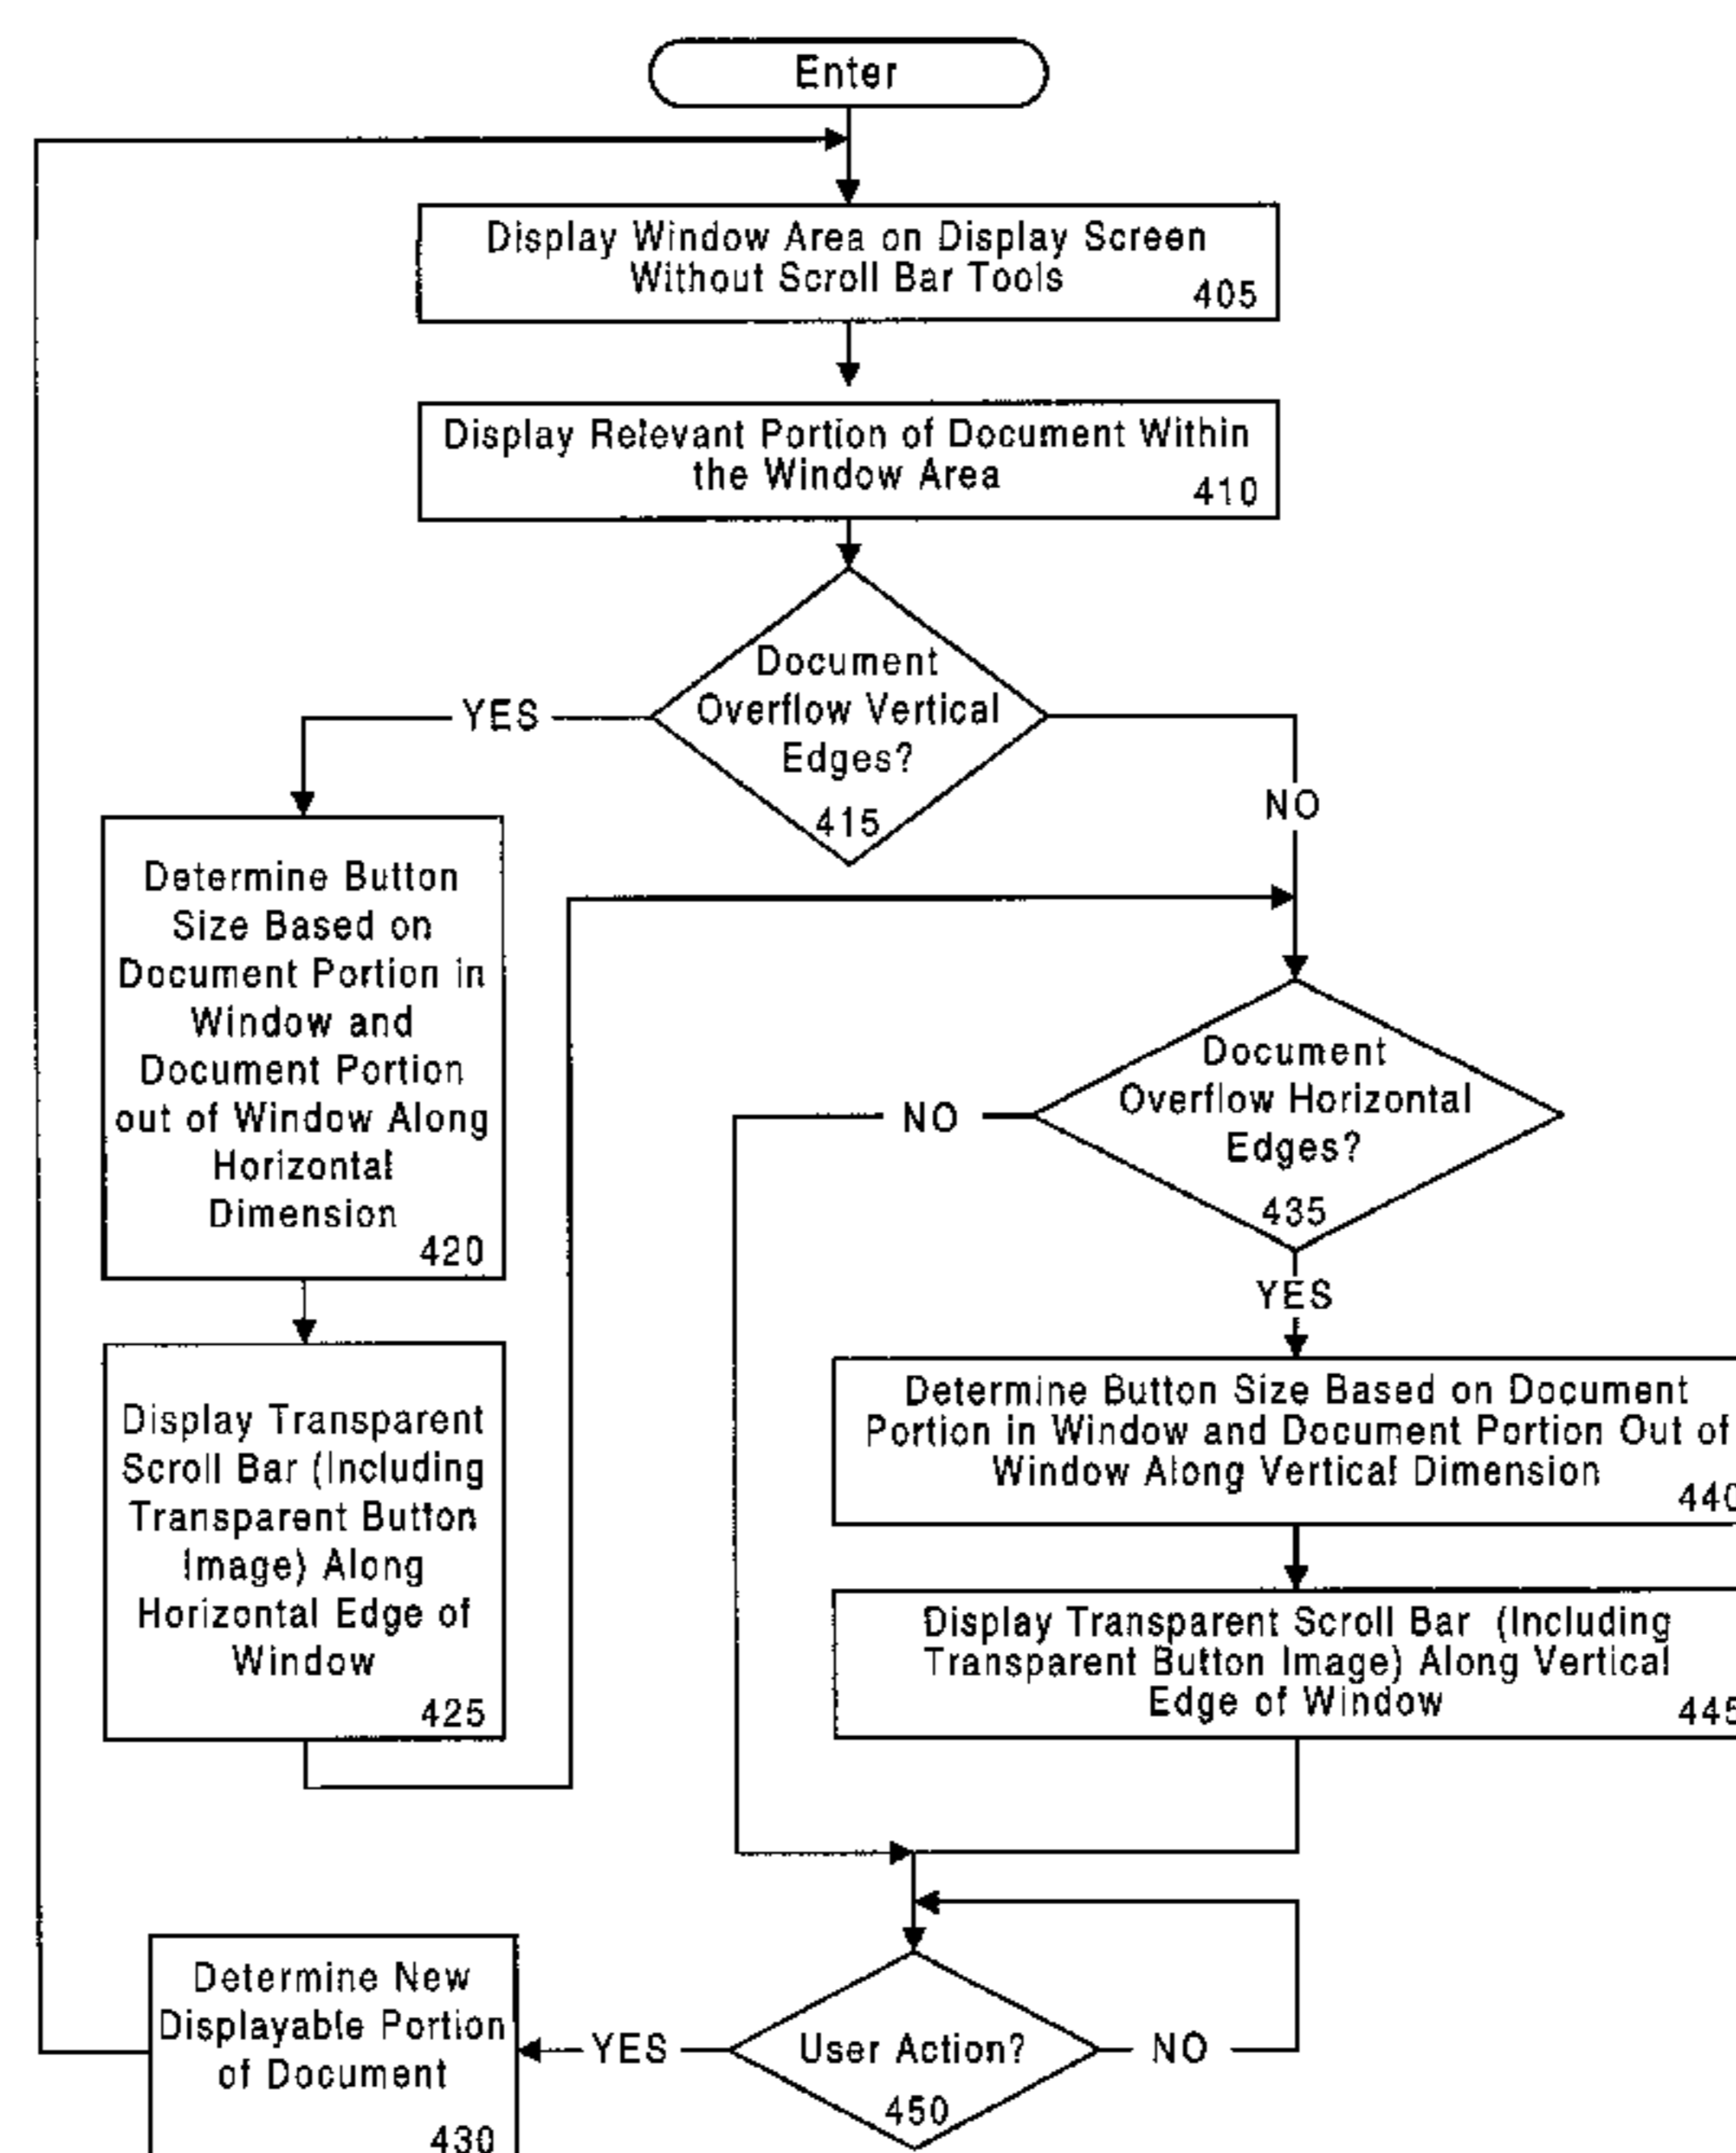 Enter
Display Window Area on Display Screen
Without Scroll Bar Tools
405
Display Relevant Portion of Document Within
the Window Area
410
Document
Overflow Vertical
Edges?
415
YES
NO
Determine Button
Size Based on
Document Portion in
Window and
Document Portion
out of Window Along
Horizontal
Dimension
420
Display Transparent
Scroll Bar (Including
Transparent Button
Image) Along
Horizontal Edge of
Window
425
Document
Overflow Horizontal
Edges?
435
NO
YES
Determine Button Size Based on Document
Portion in Window and Document Portion Out of
Window Along Vertical Dimension
440
Display Transparent Scroll Bar (Including
Transparent Button Image) Along Vertical
Edge of Window
445
User Action?
450
NO
YES
Determine New
Displayable Portion
of Document
430